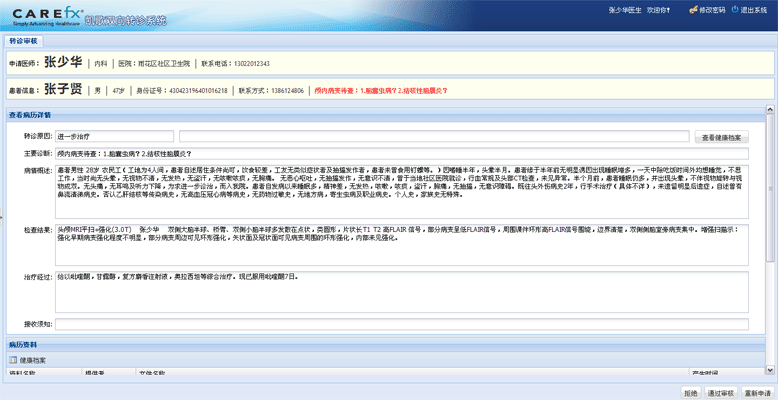 CAREfx
Simply Advancing Healthcare
凯歌双向转诊系统
张少华医生 欢迎你！ 修改密码 退出系统
转诊审核
申请医师： 张少华 | 内科 | 医院：雨花区社区卫生院 | 联系电话：13022012343
患者信息： 张子贤 | 男 | 47岁 | 身份证号：430423196401016218 | 联系方式：1386124806 | 颅内病变待查：1.脑囊虫病？2.结核性脑膜炎？
查看病历详情
转诊原因： 进一步治疗 查看健康档案
主要诊断： 颅内病变待查：1.脑囊虫病？2.结核性脑膜炎？
病情概述： 患者男性 28岁 农民(工地为4人间，患者自述居住条件尚可，饮食较差，工友无类似症状者及抽搐发作者，患者未曾食用钉螺等。)因嗜睡半年，头晕半月。患者缘于半年前无明显诱因出现睡眠增多，一天中除吃饭时间外均想睡觉，不思
工作，当时尚无头晕，无视物不清，无发热，无盗汗，无咳嗽咳痰，无胸痛。 无恶心呕吐，无抽搐发作，无意识不清，曾于当地社区医院就诊，行血常规及头部CT检查，未见异常。半个月前，患者睡眠仍多，并出现头晕，不伴视物旋转与视
物成双。无头痛，无耳鸣及听力下降，为求进一步诊治，而入我院。患者自发病以来睡眠多，精神差，无发热，咳嗽，咳痰，盗汗，胸痛，无抽搐，无意识障碍。既往头外伤病史2年，行手术治疗(具体不详)，未遗留明显后遗症，自述曾有
鼻流清涕病史。否认乙肝结核等传染病史，无高血压冠心病等病史，无药物过敏史，无地方病，寄生虫病及职业病史。个人史，家族史无特殊。
检查结果： 头颅MRI平扫+强化(3.0T) 张少华 双侧大脑半球、桥臂、双侧小脑半球多发散在点状，类圆形，片状长T1 T2 高FLAIR 信号，部分病变呈低FLAIR信号，周围课件环形高FLAIR信号围绕，边界清楚，双侧侧脑室旁病变集中。增强扫描示：
强化早期病变强化程度不明显，部分病变周边可见环形强化，矢状面及冠状面可见病变周围的环形强化，内部未见强化。
治疗经过： 给以吡喹酮，甘露醇，复方麝香注射液，奥拉西坦等综合治疗。现已服用吡喹酮7日。
接收须知：
病历资料
健康档案
资料名称 提供者 文件名称 产生时间
拒绝 通过审核 重新申请